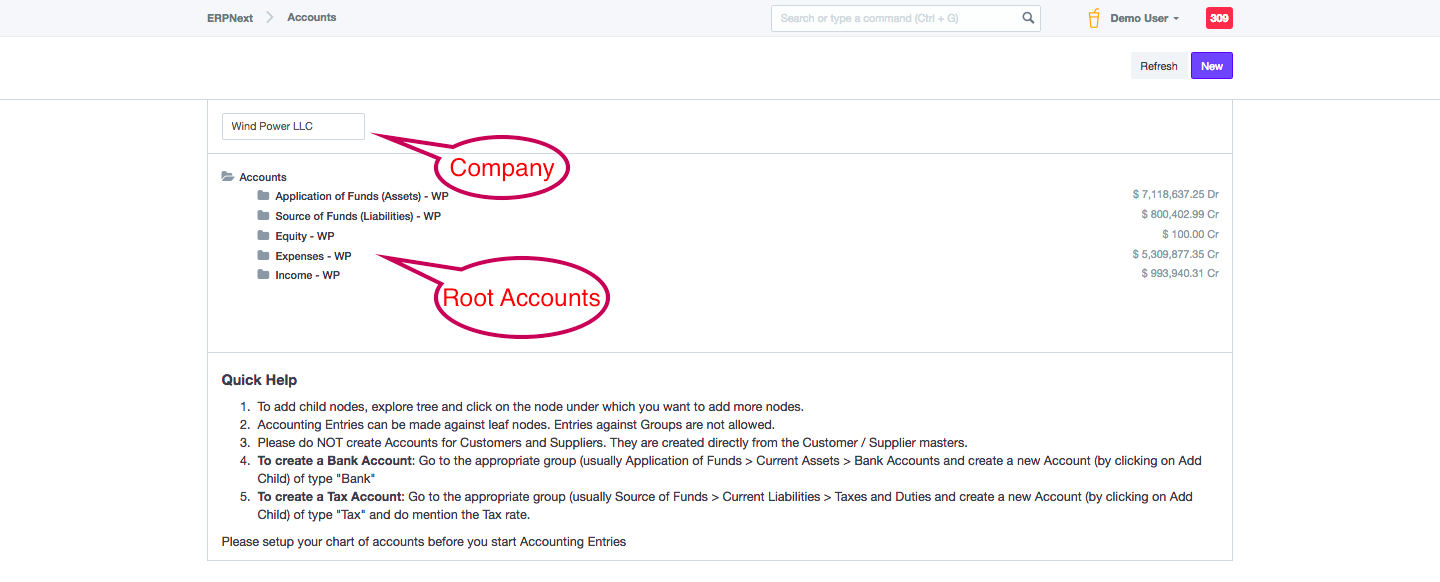 ERPNext Accounts Search or type a command (Ctrl + G) Demo User 309
Refresh New
Wind Power LLC
Company
Accounts
Application of Funds (Assets) - WP $ 7,118,637.25 Dr
Source of Funds (Liabilities) - WP $ 800,402.99 Cr
Equity - WP $ 100.00 Cr
Expenses - WP $ 5,309,877.35 Cr
Income - WP $ 993,940.31 Cr
Root Accounts
Quick Help
1. To add child nodes, explore tree and click on the node under which you want to add more nodes.
2. Accounting Entries can be made against leaf nodes. Entries against Groups are not allowed.
3. Please do NOT create Accounts for Customers and Suppliers. They are created directly from the Customer / Supplier masters.
4. To create a Bank Account: Go to the appropriate group (usually Application of Funds > Current Assets > Bank Accounts and create a new Account (by clicking on Add
Child) of type "Bank"
5. To create a Tax Account: Go to the appropriate group (usually Source of Funds > Current Liabilities > Taxes and Duties and create a new Account (by clicking on Add
Child) of type "Tax" and do mention the Tax rate.
Please setup your chart of accounts before you start Accounting Entries